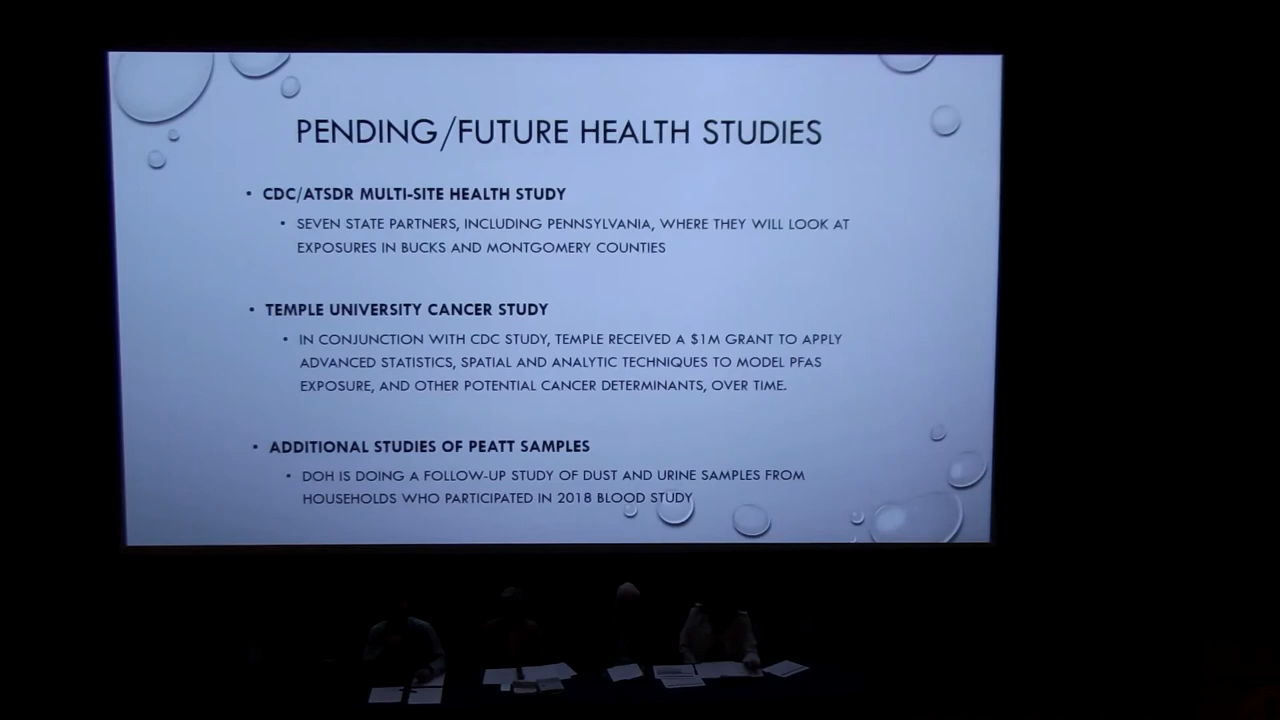 PENDING/FUTURE HEALTH STUDIES
• CDC/ATSDR MULTI-SITE HEALTH STUDY
• SEVEN STATE PARTNERS, INCLUDING PENNSYLVANIA, WHERE THEY WILL LOOK AT
EXPOSURES IN BUCKS AND MONTGOMERY COUNTIES
• TEMPLE UNIVERSITY CANCER STUDY
• IN CONJUNCTION WITH CDC STUDY, TEMPLE RECEIVED A $1M GRANT TO APPLY
ADVANCED STATISTICS, SPATIAL AND ANALYTIC TECHNIQUES TO MODEL PFAS
EXPOSURE, AND OTHER POTENTIAL CANCER DETERMINANTS, OVER TIME.
• ADDITIONAL STUDIES OF PEATT SAMPLES
• DOH IS DOING A FOLLOW-UP STUDY OF DUST AND URINE SAMPLES FROM
HOUSEHOLDS WHO PARTICIPATED IN 2018 BLOOD STUDY